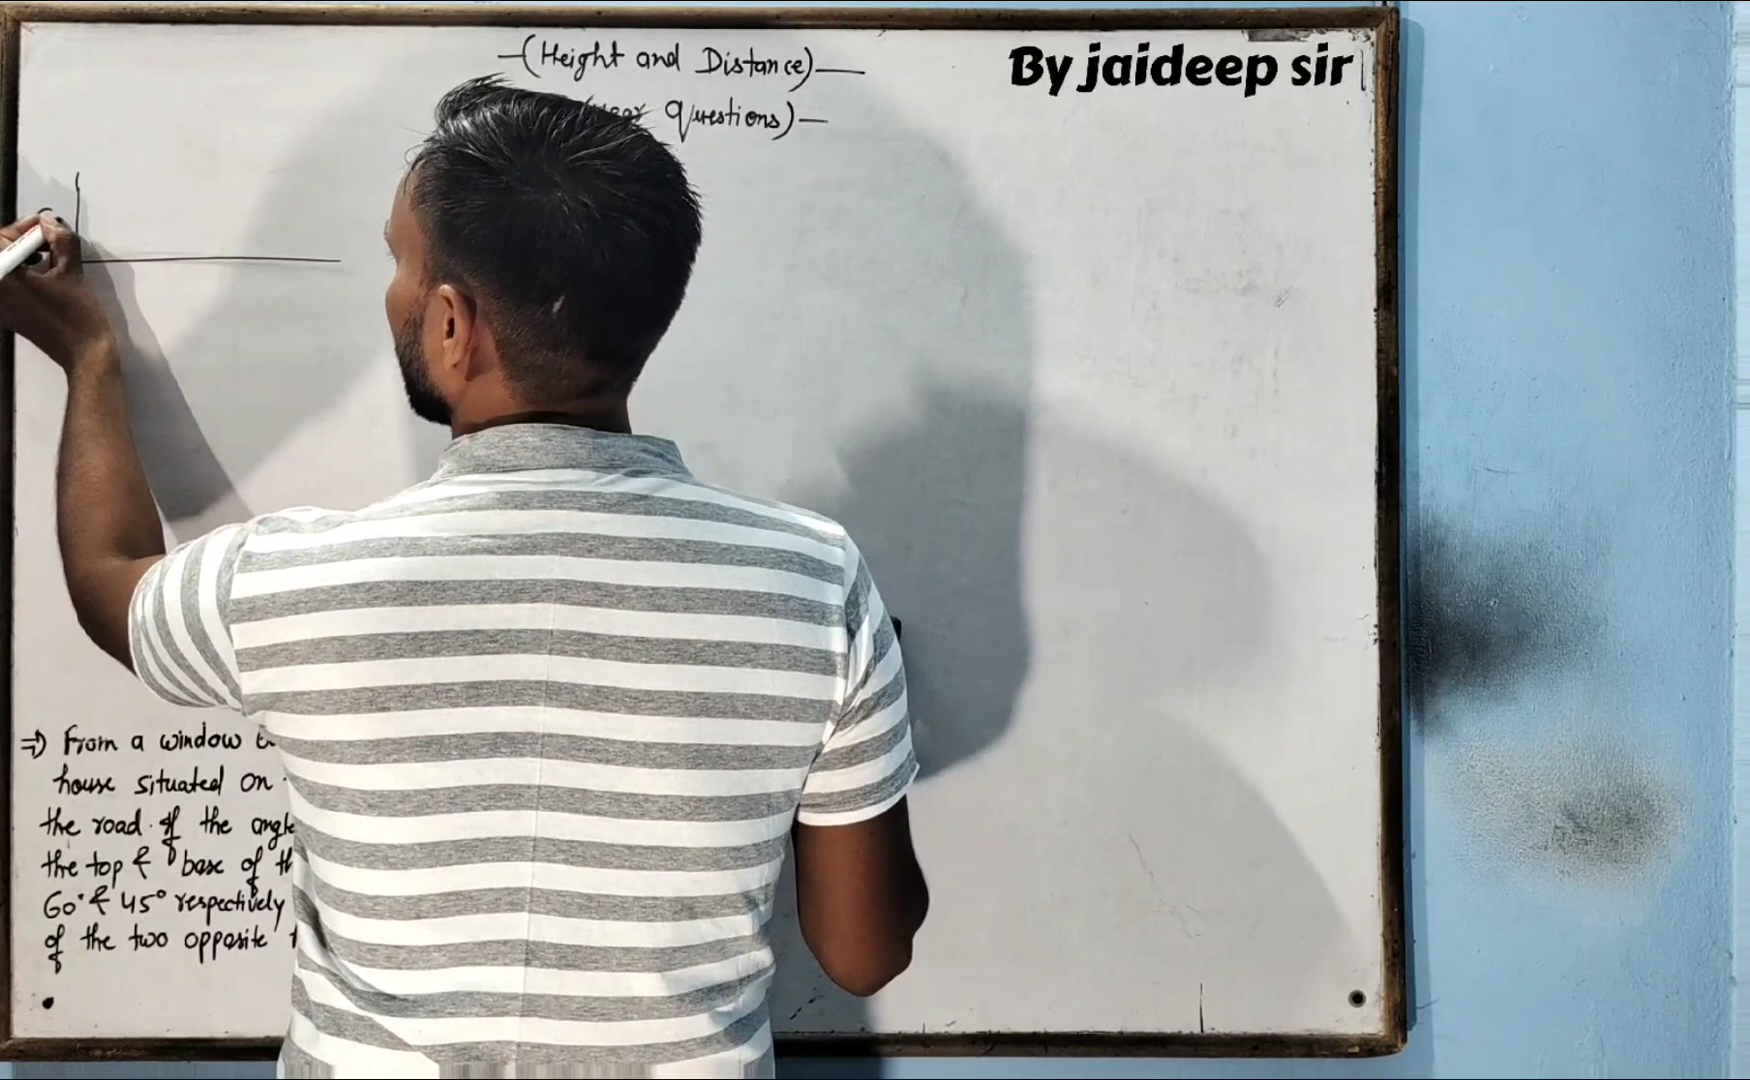 —(Height and Distance)—
By jaideep sir
Questions)—
⇒) From a window
house situated on
the road of the angle
the top & base of
60° & 45° respectively
of the two opposite